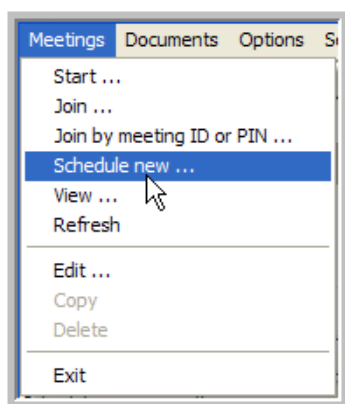 Meetings Documents Options
Start ...
Join ...
Join by meeting ID or PIN ...
Schedule new ...
View ...
Refresh
Edit ...
Copy
Delete
Exit